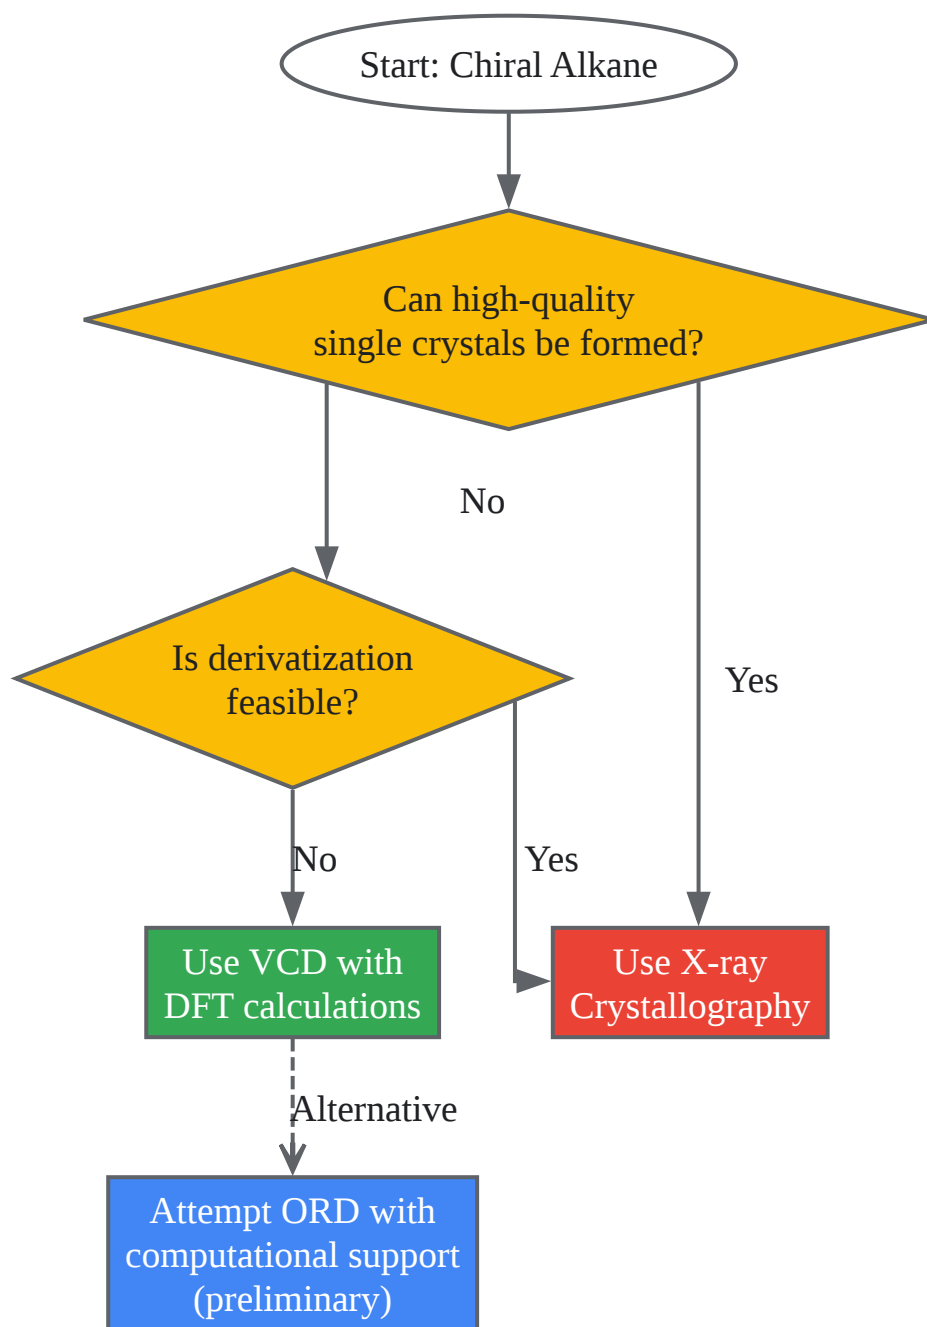 Start: Chiral Alkane
Can high-quality
single crystals be formed?
No
Is derivatization
feasible?
Yes
No
Yes
Use VCD with
DFT calculations
Use X-ray
Crystallography
Alternative
Attempt ORD with
computational support
(preliminary)